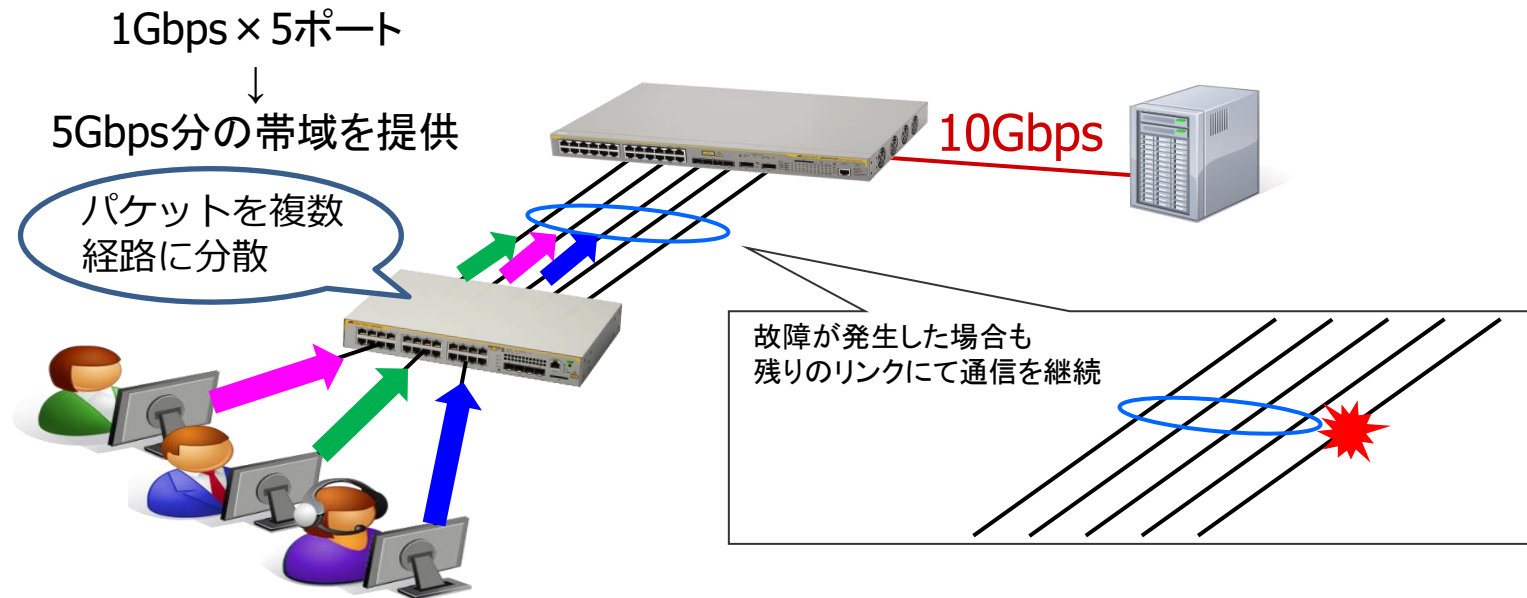 1Gbps×5ポート
↓
5Gbps分の帯域を提供
パケットを複数
経路に分散
10Gbps
故障が発生した場合も
残りのリンクにて通信を継続